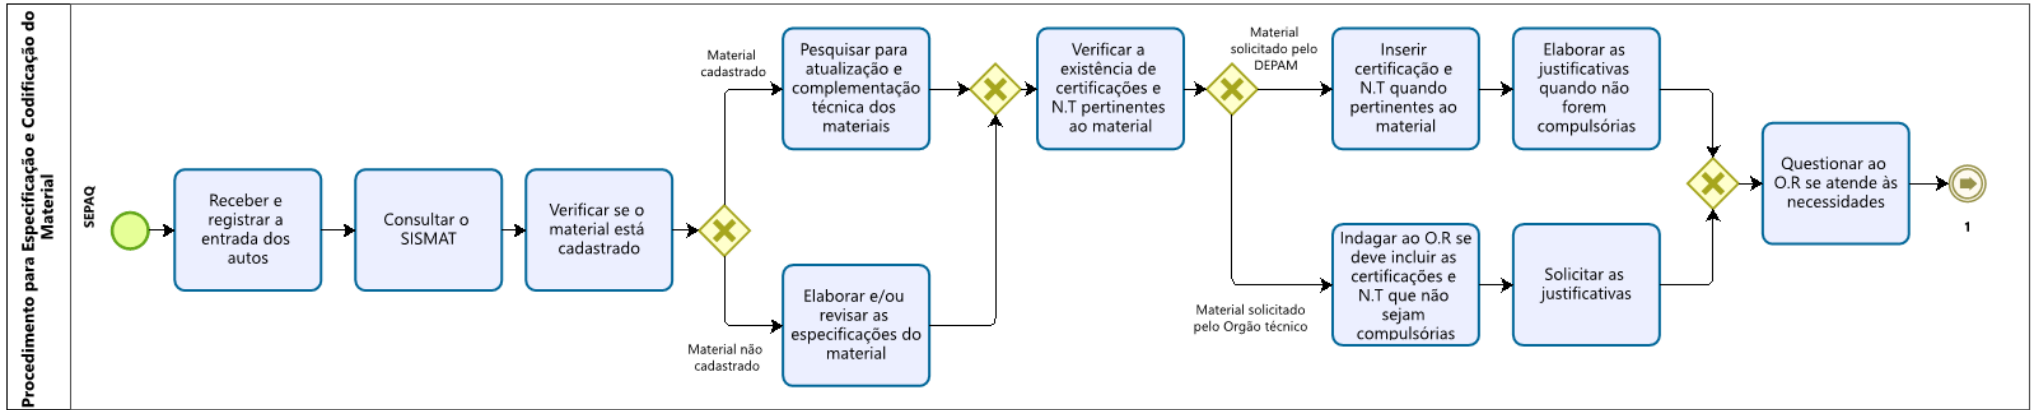 Procedimento para Especificação e Codificação do
Material
SEPAQ
Receber e
registrar a
entrada dos
autos
Consultar o
SISMAT
Verificar se o
material está
cadastrado
Material
cadastrado
Pesquisar para
atualização e
complementação
técnica dos
materiais
Material não
cadastrado
Elaborar e/ou
revisar as
especificações do
material
Verificar a
existência de
certificações e
N.T pertinentes
ao material
Material
solicitado pelo
DEPAM
Inserir
certificação e
N.T quando
pertinentes ao
material
Elaborar as
justificativas
quando não
forem
compulsórias
Material solicitado
pelo Orgão técnico
Indagar ao O.R se
deve incluir as
certificações e
N.T que não
sejam
compulsórias
Solicitar as
justificativas
Questionar ao
O.R se atende às
necessidades
1